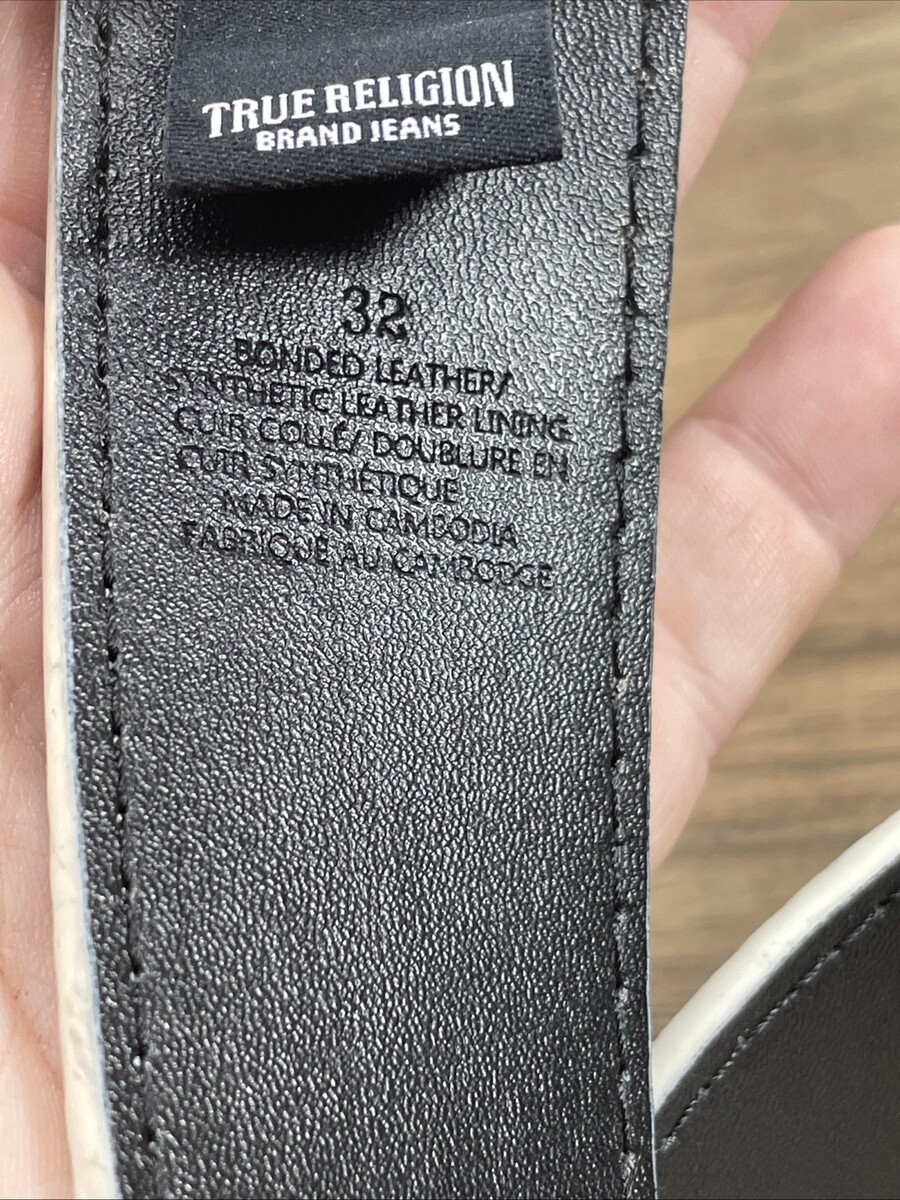 TRUE RELIGION
BRAND JEANS
32
BONDED LEATHER/
SYNTHETIC LEATHER LINING
CUIR COLLÉ/ DOUBLURE EN
CUIR SYNTHÉTIQUE
MADE IN CAMBODIA
FABRIQUÉ AU CAMBODGE